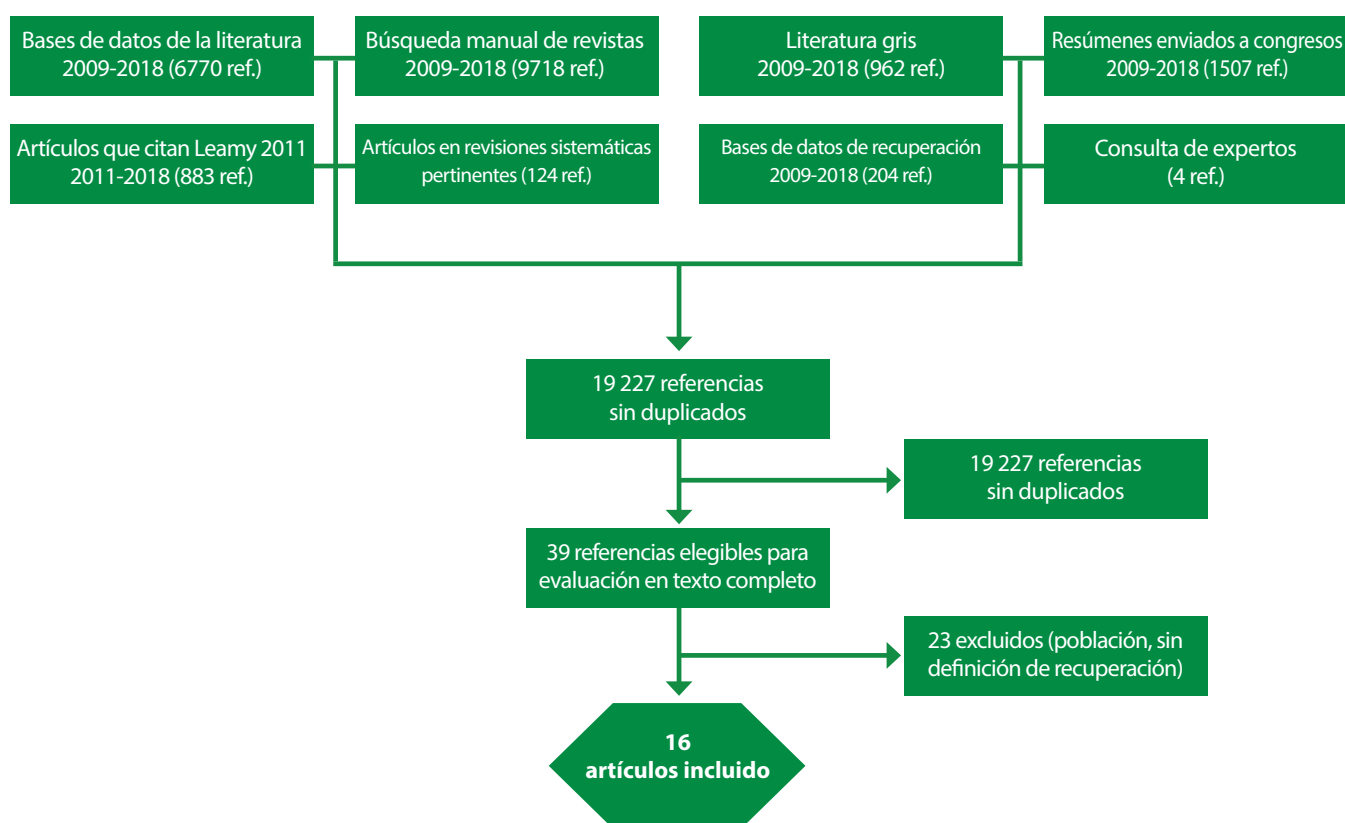 Bases de datos de la literatura
2009-2018 (6770 ref.)
Búsqueda manual de revistas
2009-2018 (9718 ref.)
Literatura gris
2009-2018 (962 ref.)
Resúmenes enviados a congresos
2009-2018 (1507 ref.)
Artículos que citan Leamy 2011
2011-2018 (883 ref.)
Artículos en revisiones sistemáticas
pertinentes (124 ref.)
Bases de datos de recuperación
2009-2018 (204 ref.)
Consulta de expertos
(4 ref.)
19 227 referencias
sin duplicados
19 227 referencias
sin duplicados
39 referencias elegibles para
evaluación en texto completo
23 excluidos (población, sin
definición de recuperación)
16
artículos incluido